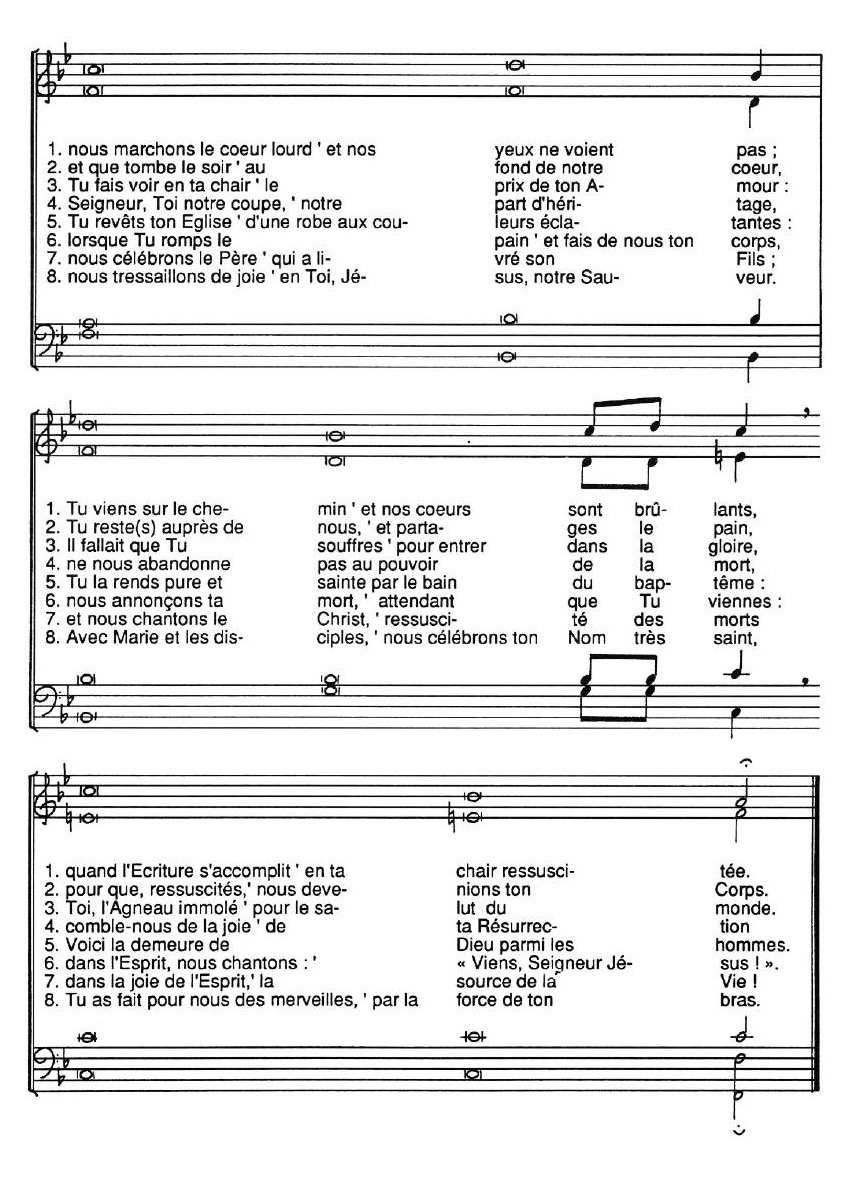 1. nous marchons le coeur lourd ' et nos yeux ne voient pas ;
2. et que tombe le soir ' au fond de notre coeur,
3. Tu fais voir en ta chair ' le prix de ton A- mour :
4. Seigneur, Toi notre coupe, ' notre part d'héri- tage,
5. Tu revêts ton Eglise ' d'une robe aux cou- leurs écla- tantes :
6. lorsque Tu romps le pain ' et fais de nous ton corps,
7. nous célébrons le Père ' qui a li- vré son Fils ;
8. nous tressaillons de joie ' en Toi, Jé- sus, notre Sau- veur.
1. Tu viens sur le che- min ' et nos coeurs sont brû- lants,
2. Tu reste(s) auprès de nous, ' et parta- ges le pain,
3. Il fallait que Tu souffres ' pour entrer dans la gloire,
4. ne nous abandonne pas au pouvoir de la mort,
5. Tu la rends pure et sainte par le bain du bap- tême :
6. nous annonçons ta mort, ' attendant que Tu viennes :
7. et nous chantons le Christ, ' ressusci- té des morts
8. Avec Marie et les dis- ciples, ' nous célébrons ton Nom très saint,
1. quand l'Ecriture s'accomplit ' en ta chair ressusci- tée.
2. pour que, ressuscités,' nous deve- nions ton Corps.
3. Toi, l'Agneau immolé ' pour le sa- lut du monde.
4. comble-nous de la joie ' de ta Résurrec- tion
5. Voici la demeure de Dieu parmi les hommes.
6. dans l'Esprit, nous chantons : ' « Viens, Seigneur Jé- sus ! ».
7. dans la joie de l'Esprit,' la source de la Vie !
8. Tu as fait pour nous des merveilles, ' par la force de ton bras.